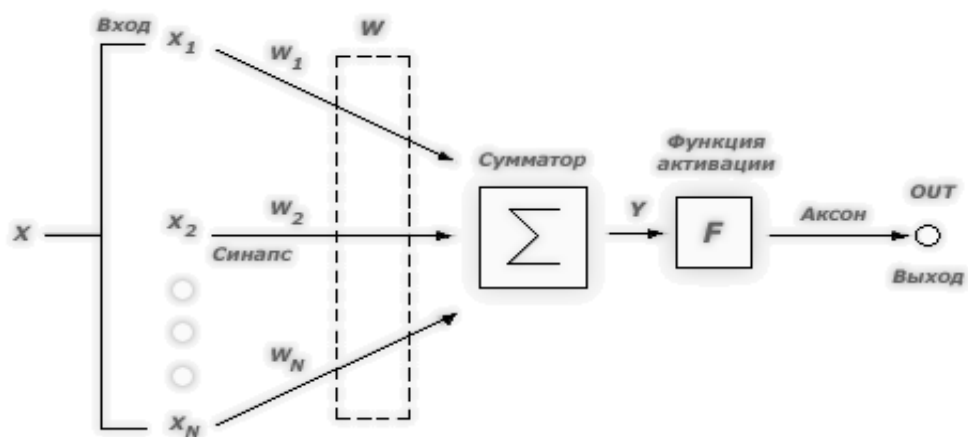 Вход
X1
W1
W
Сумматор
Функция
активации
X
X2
W2
Синапс
∑
Y
F
Аксон
OUT
Выход
WN
XN